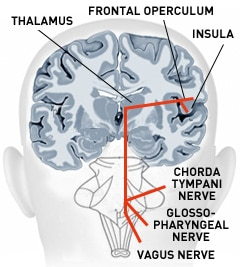 FRONTAL OPERCULUM
THALAMUS
INSULA
CHORDA
TYMPANI
NERVE
GLOSSO-
PHARYNGEAL
NERVE
VAGUS NERVE